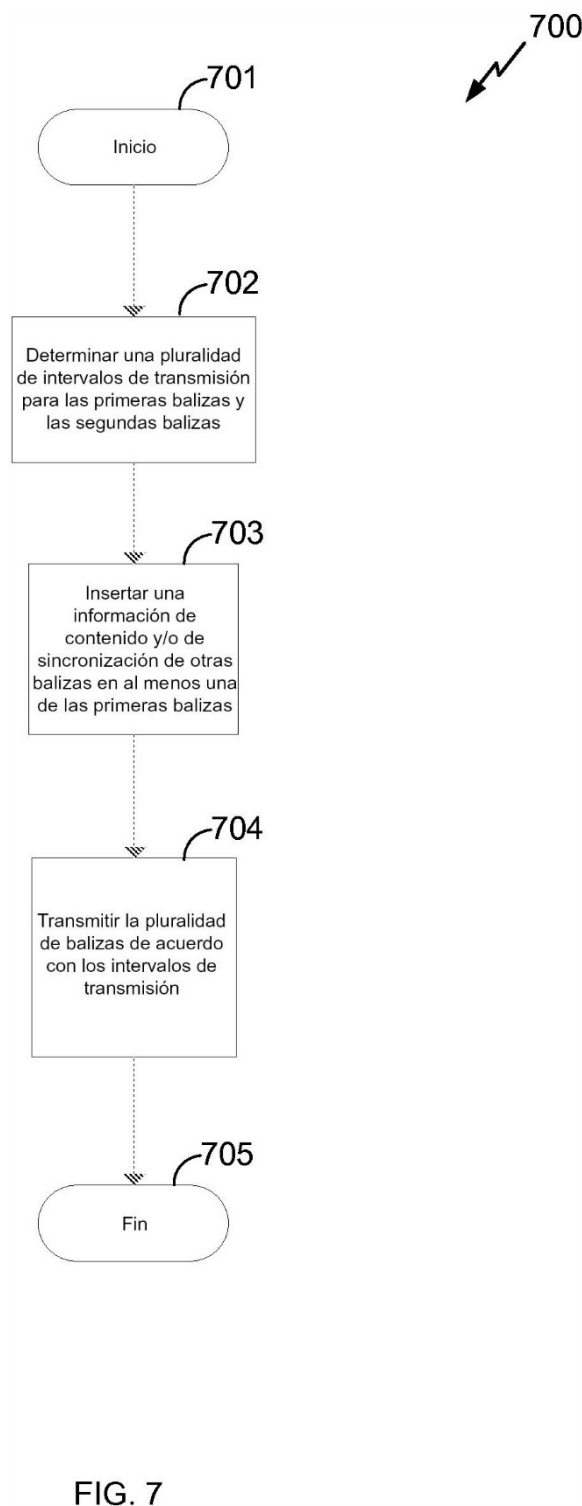 700
701
Inicio
702
Determinar una pluralidad
de intervalos de transmisión
para las primeras balizas y
las segundas balizas
703
Insertar una
información de
contenido y/o de
sincronización de otras
balizas en al menos una
de las primeras balizas
704
Transmitir la pluralidad
de balizas de acuerdo
con los intervalos de
transmisión
705
Fin
FIG. 7